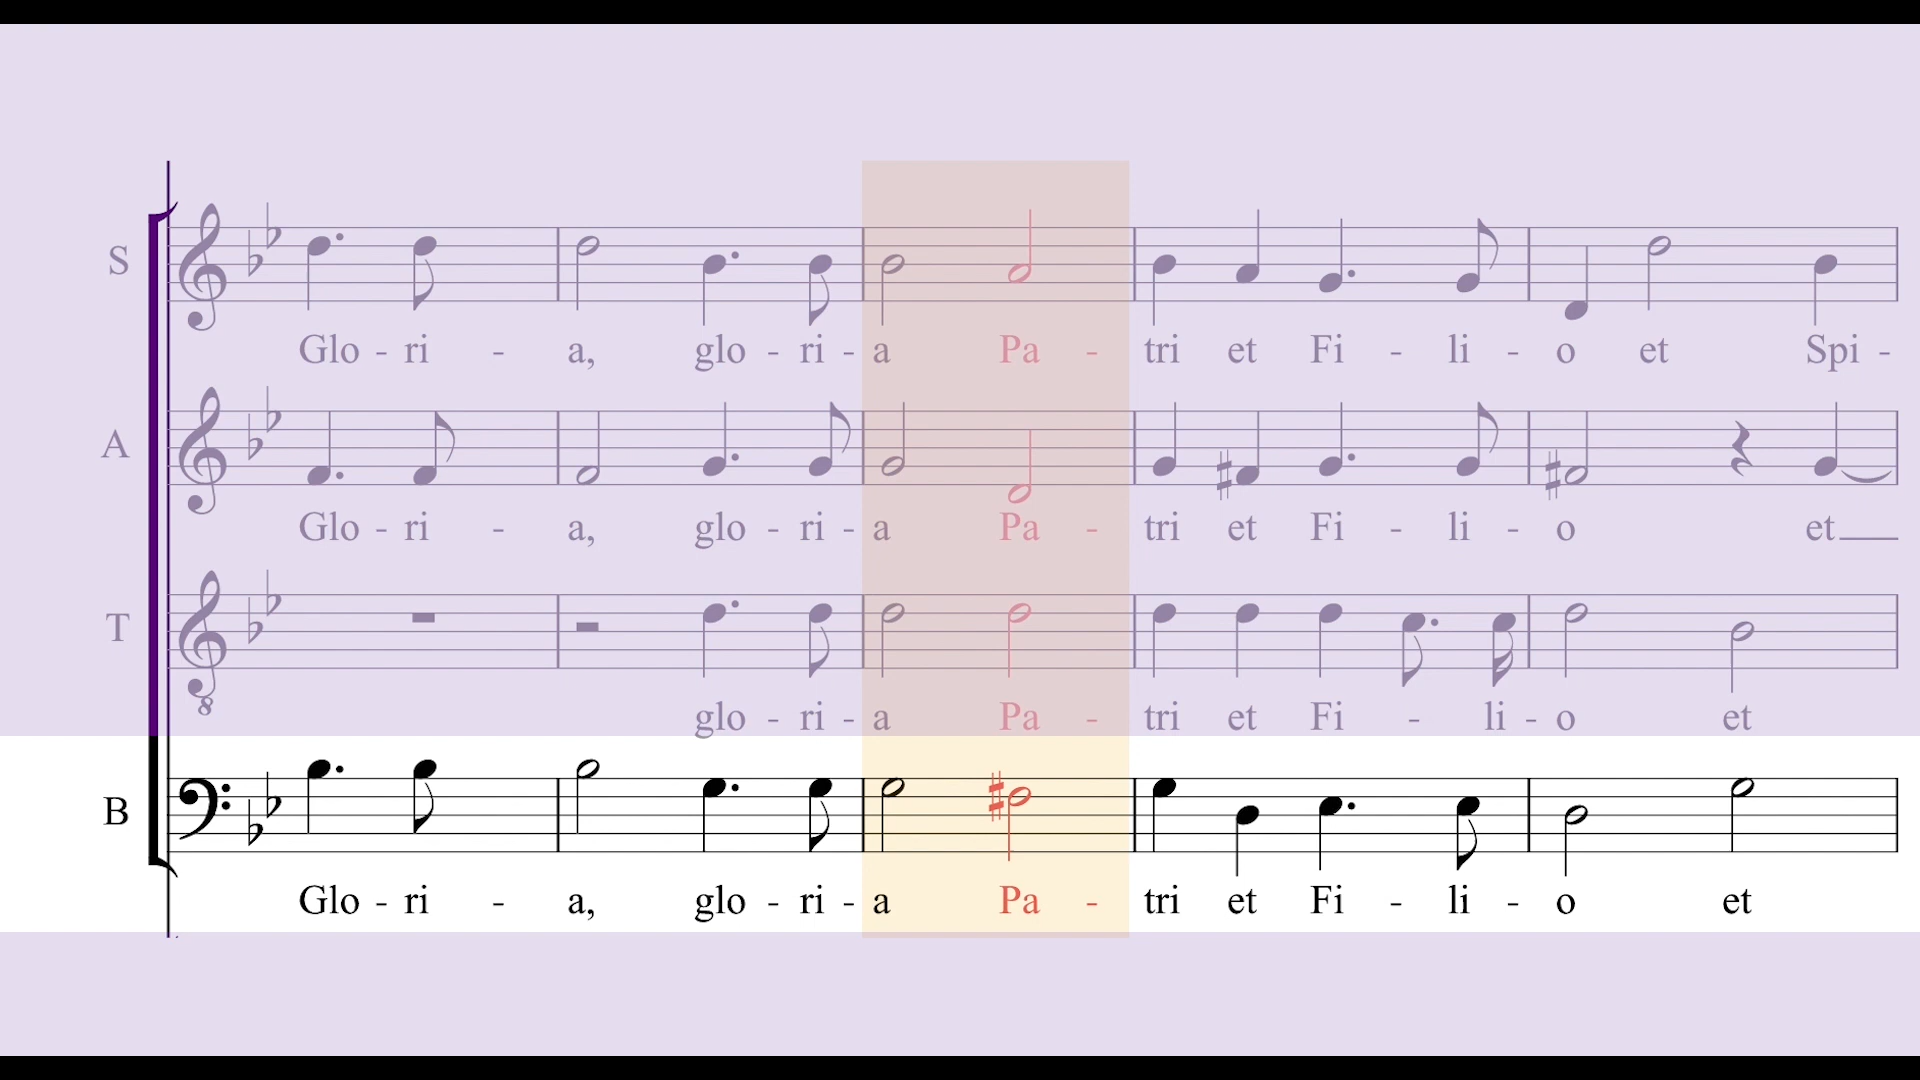 S
Glo - ri - a, glo - ri - a Pa - tri et Fi - li - o et Spi -
A
Glo - ri - a, glo - ri - a Pa - tri et Fi - li - o et
T
8
glo - ri - a Pa - tri et Fi - li - o et
B
Glo - ri - a, glo - ri - a Pa - tri et Fi - li - o et